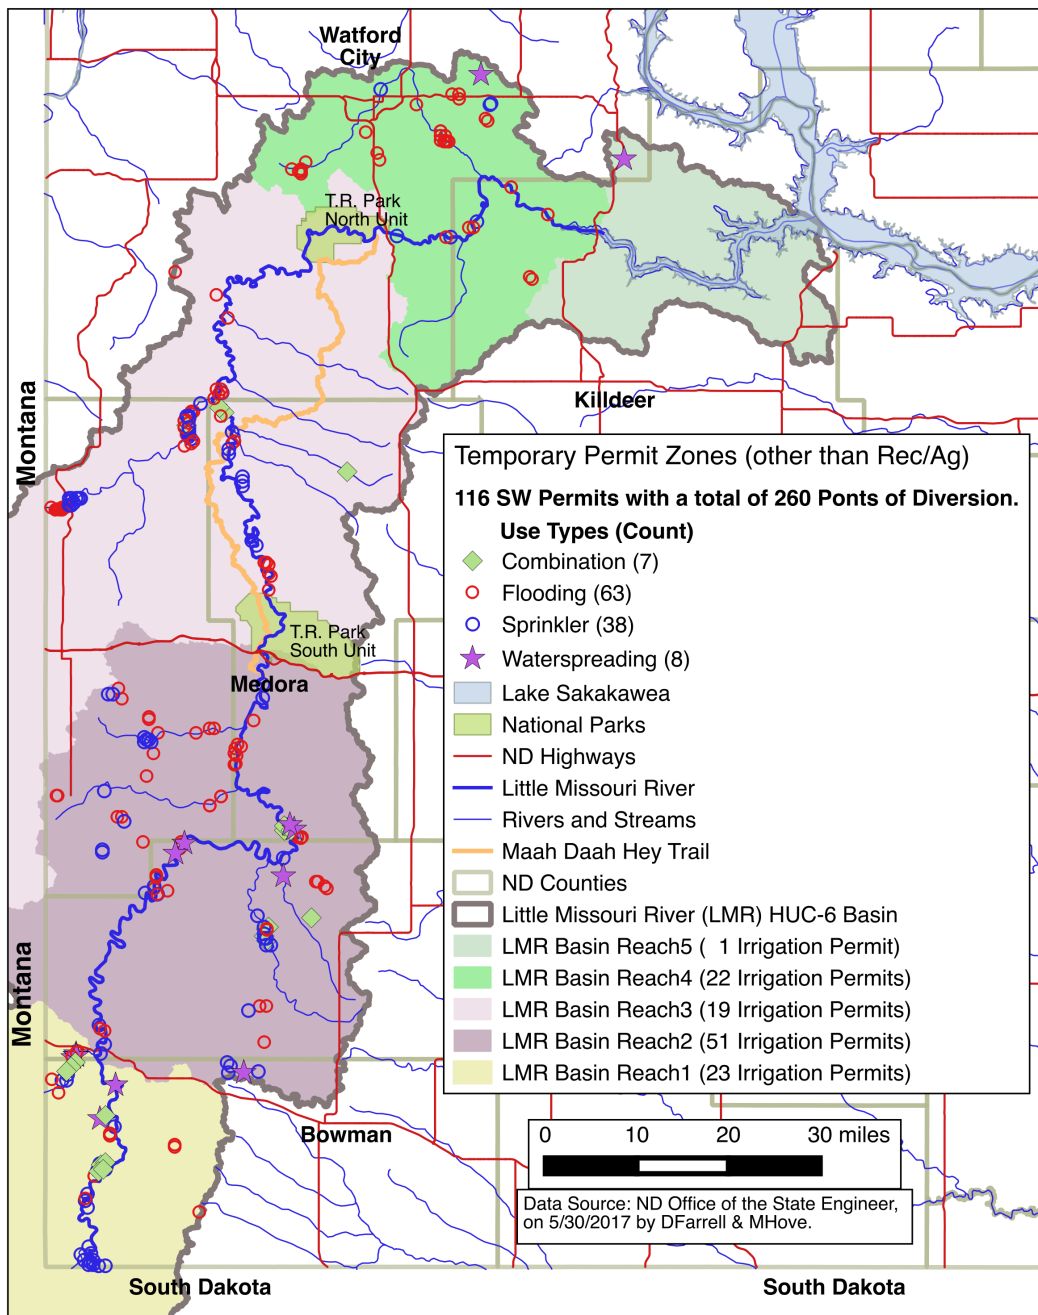 Watford
City
T.R. Park
North Unit
Montana
Killdeer
Temporary Permit Zones (other than Rec/Ag)
116 SW Permits with a total of 260 Ponts of Diversion.
Use Types (Count)
Combination (7)
Flooding (63)
Sprinkler (38)
Waterspreading (8)
Lake Sakakawea
National Parks
ND Highways
Little Missouri River
Rivers and Streams
Maah Daah Hey Trail
ND Counties
Little Missouri River (LMR) HUC-6 Basin
LMR Basin Reach5 ( 1 Irrigation Permit)
LMR Basin Reach4 (22 Irrigation Permits)
LMR Basin Reach3 (19 Irrigation Permits)
LMR Basin Reach2 (51 Irrigation Permits)
LMR Basin Reach1 (23 Irrigation Permits)
T.R. Park
South Unit
Medora
Montana
Bowman
0 10 20 30 miles
Data Source: ND Office of the State Engineer,
on 5/30/2017 by DFarrell & MHove.
South Dakota
South Dakota